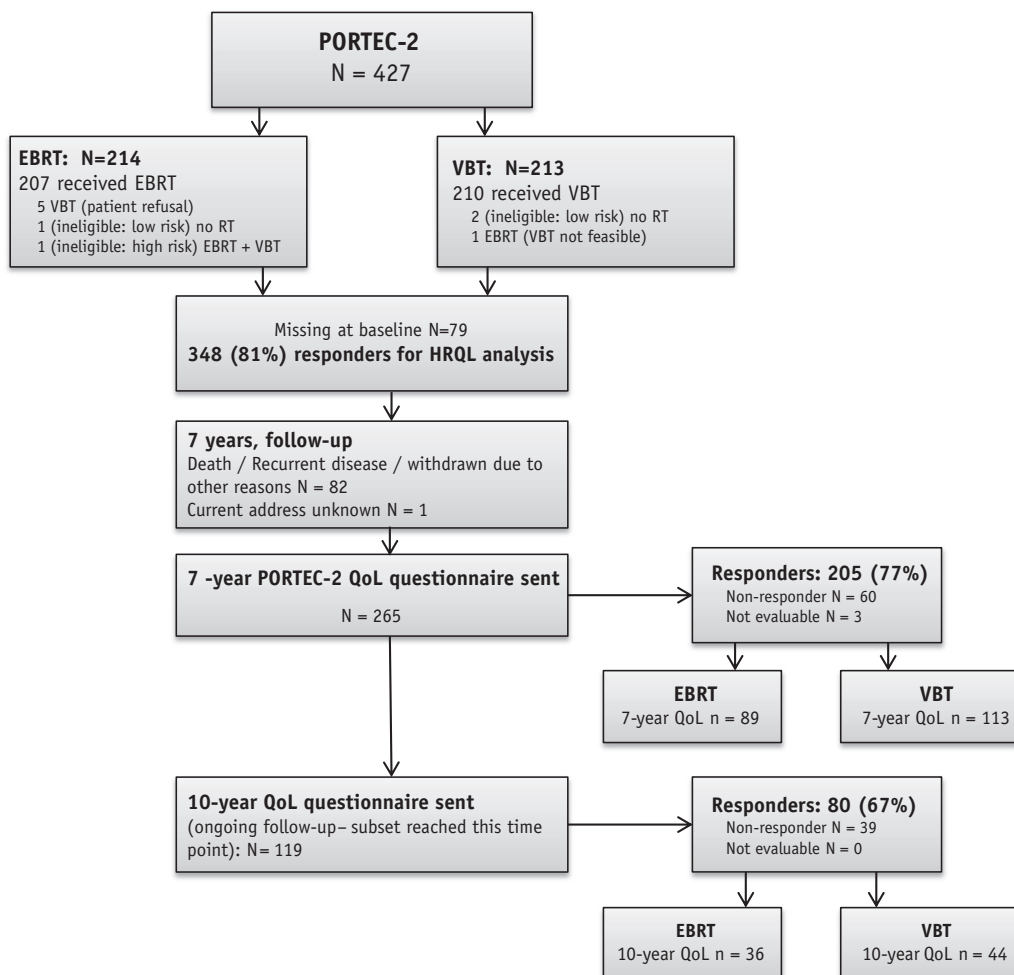 PORTEC-2
N = 427
EBRT: N=214
207 received EBRT
5 VBT (patient refusal)
1 (ineligible: low risk) no RT
1 (ineligible: high risk) EBRT + VBT
VBT: N=213
210 received VBT
2 (ineligible: low risk) no RT
1 EBRT (VBT not feasible)
Missing at baseline N=79
348 (81%) responders for HRQL analysis
7 years, follow-up
Death / Recurrent disease / withdrawn due to
other reasons N = 82
Current address unknown N = 1
7 -year PORTEC-2 QoL questionnaire sent
N = 265
Responders: 205 (77%)
Non-responder N = 60
Not evaluable N = 3
EBRT
7-year QoL n = 89
VBT
7-year QoL n = 113
10-year QoL questionnaire sent
(ongoing follow-up– subset reached this time
point): N= 119
Responders: 80 (67%)
Non-responder N = 39
Not evaluable N = 0
EBRT
10-year QoL n = 36
VBT
10-year QoL n = 44